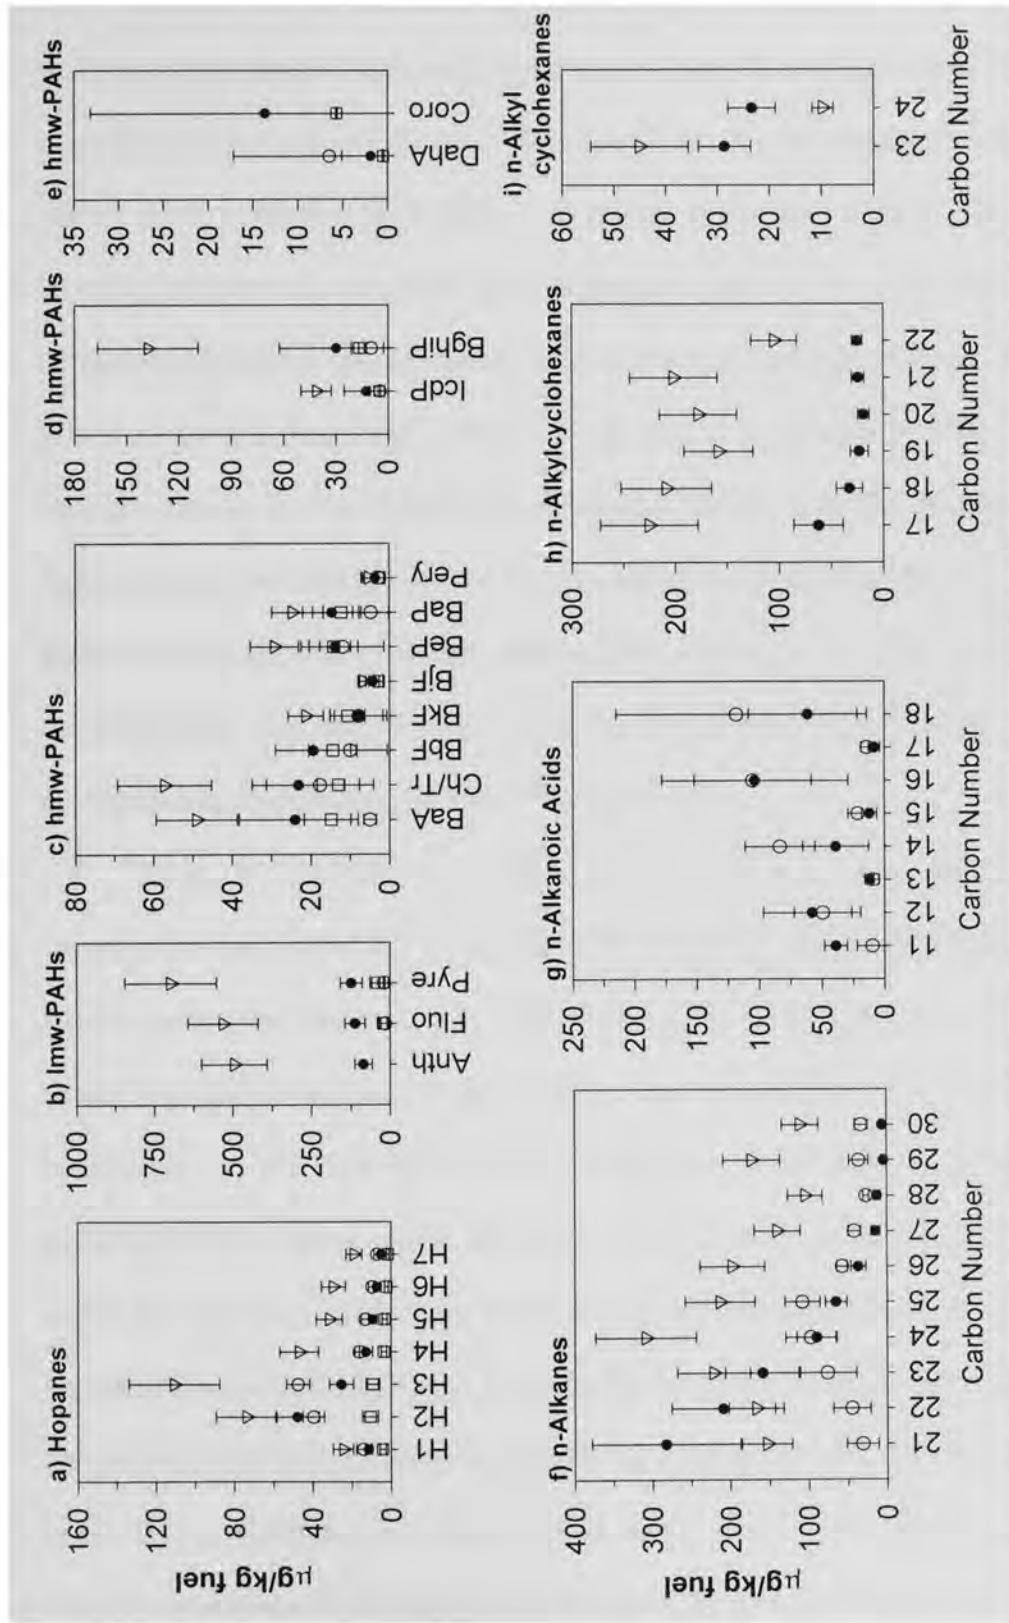 a) Hopanes
160
120
80
40
0
µg/kg fuel
H1 H2 H3 H4 H5 H6 H7
b) lmw-PAHs
1000
750
500
250
0
Anth Fluo Pyre
c) hmw-PAHs
80
60
40
20
0
BaA Ch/Tr BbF BkF BjF BeP BaP Pery
d) hmw-PAHs
180
150
120
90
60
30
0
IcdP BghiP
e) hmw-PAHs
35
30
25
20
15
10
5
0
DahA Coro
f) n-Alkanes
400
300
200
100
0
µg/kg fuel
21 22 23 24 25 26 27 28 29 30
Carbon Number
g) n-Alkanoic Acids
250
200
150
100
50
0
11 12 13 14 15 16 17 18
Carbon Number
h) n-Alkylcyclohexanes
300
200
100
0
17 18 19 20 21 22
Carbon Number
i) n-Alkyl
cyclohexanes
60
50
40
30
20
10
0
23 24
Carbon Number